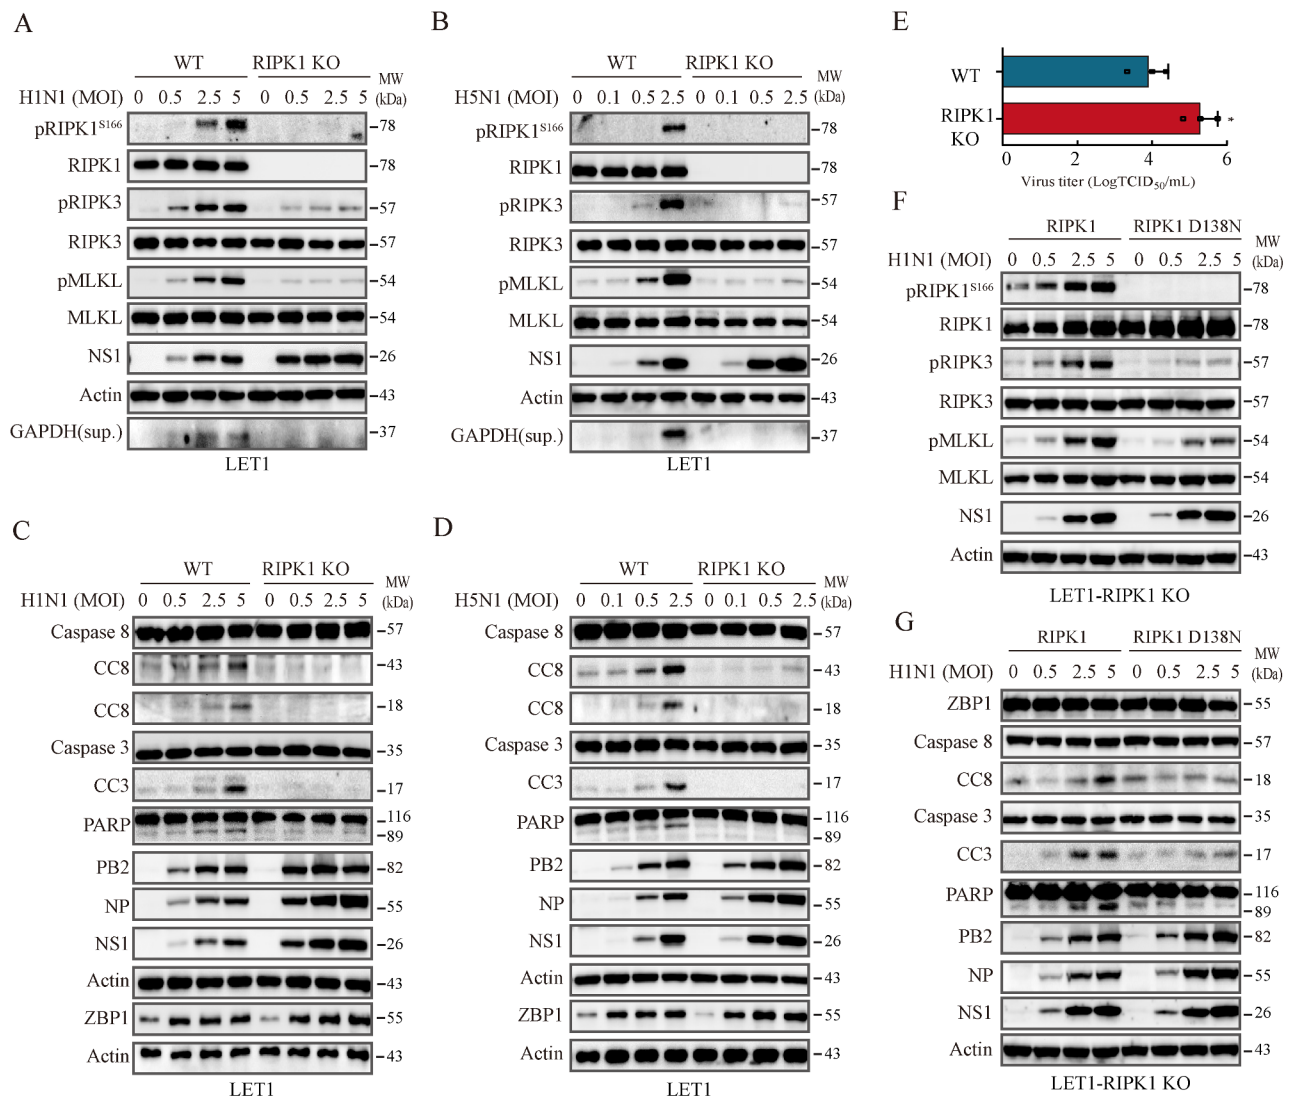 A
WT RIPK1 KO MW
H1N1 (MOI) 0 0.5 2.5 5 0 0.5 2.5 5 (kDa)
pRIPK1S166 78
RIPK1 78
pRIPK3 57
RIPK3 57
pMLKL 54
MLKL 54
NS1 26
Actin 43
GAPDH(sup.) 37
LET1
B
WT RIPK1 KO MW
H5N1 (MOI) 0 0.1 0.5 2.5 0 0.1 0.5 2.5 (kDa)
pRIPK1S166 78
RIPK1 78
pRIPK3 57
RIPK3 57
pMLKL 54
MLKL 54
NS1 26
Actin 43
GAPDH(sup.) 37
LET1
C
WT RIPK1 KO MW
H1N1 (MOI) 0 0.5 2.5 5 0 0.5 2.5 5 (kDa)
Caspase 8 57
CC8 43
CC8 18
Caspase 3 35
CC3 17
PARP 116
89
PB2 82
NP 55
NS1 26
Actin 43
ZBP1 55
Actin 43
LET1
D
WT RIPK1 KO MW
H5N1 (MOI) 0 0.1 0.5 2.5 0 0.1 0.5 2.5 (kDa)
Caspase 8 57
CC8 43
CC8 18
Caspase 3 35
CC3 17
PARP 116
89
PB2 82
NP 55
NS1 26
Actin 43
ZBP1 55
Actin 43
LET1
E
WT
RIPK1 *
KO
0 2 4 6
Virus titer (LogTCID50/mL)
F
RIPK1 RIPK1 D138N MW
H1N1 (MOI) 0 0.5 2.5 5 0 0.5 2.5 5 (kDa)
pRIPK1S166 78
RIPK1 78
pRIPK3 57
RIPK3 57
pMLKL 54
MLKL 54
NS1 26
Actin 43
LET1-RIPK1 KO
G
RIPK1 RIPK1 D138N MW
H1N1 (MOI) 0 0.5 2.5 5 0 0.5 2.5 5 (kDa)
ZBP1 55
Caspase 8 57
CC8 18
Caspase 3 35
CC3 17
PARP 116
89
PB2 82
NP 55
NS1 26
Actin 43
LET1-RIPK1 KO